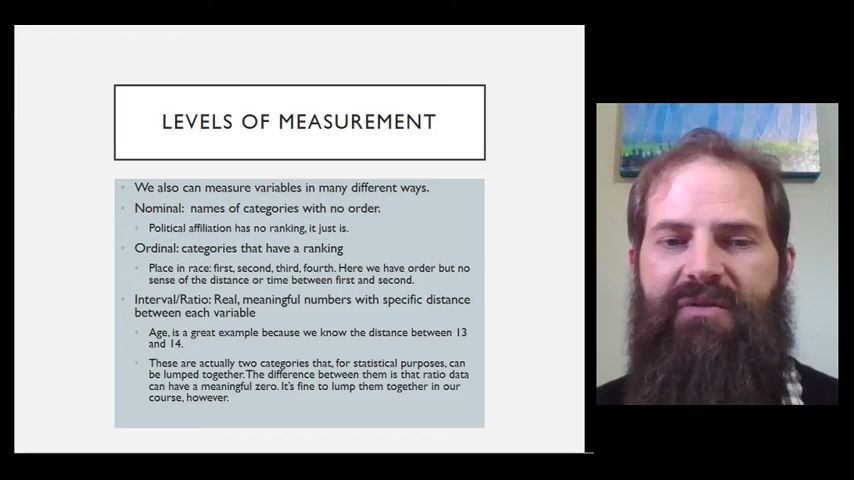 LEVELS OF MEASUREMENT
We also can measure variables in many different ways.
Nominal: names of categories with no order.
Political affiliation has no ranking, it just is.
Ordinal: categories that have a ranking
Place in race: first, second, third, fourth. Here we have order but no
sense of the distance or time between first and second.
Interval/Ratio: Real, meaningful numbers with specific distance
between each variable
Age, is a great example because we know the distance between 13
and 14.
These are actually two categories that, for statistical purposes, can
be lumped together. The difference between them is that ratio data
can have a meaningful zero. It's fine to lump them together in our
course, however.